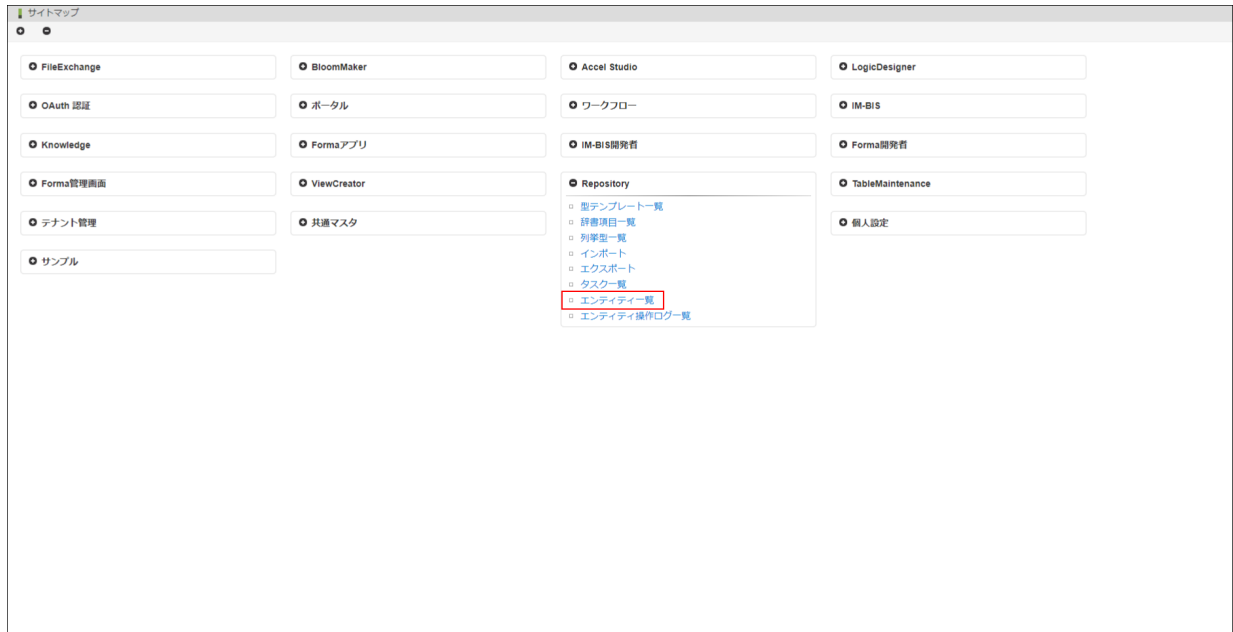 サイトマップ
FileExchange
BloomMaker
Accel Studio
LogicDesigner
OAuth 認証
ポータル
ワークフロー
IM-BIS
Knowledge
Formaアプリ
IM-BIS開発者
Forma開発者
Forma管理画面
ViewCreator
Repository
TableMaintenance
型テンプレート一覧
辞書項目一覧
列挙型一覧
インポート
エクスポート
タスク一覧
エンティティ一覧
エンティティ操作ログ一覧
テナント管理
共通マスタ
個人設定
サンプル